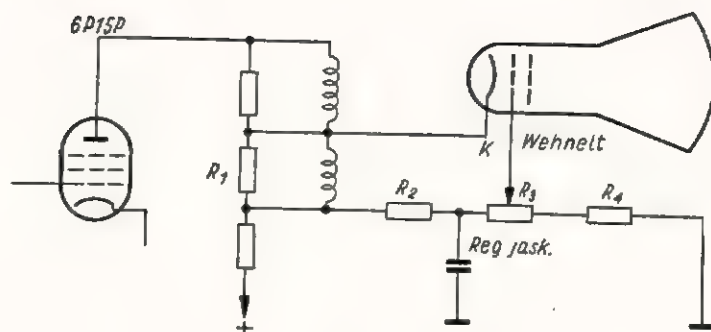 6P15P
K
Wehnelt
R1
R2
R3
R4
Reg jask.
+